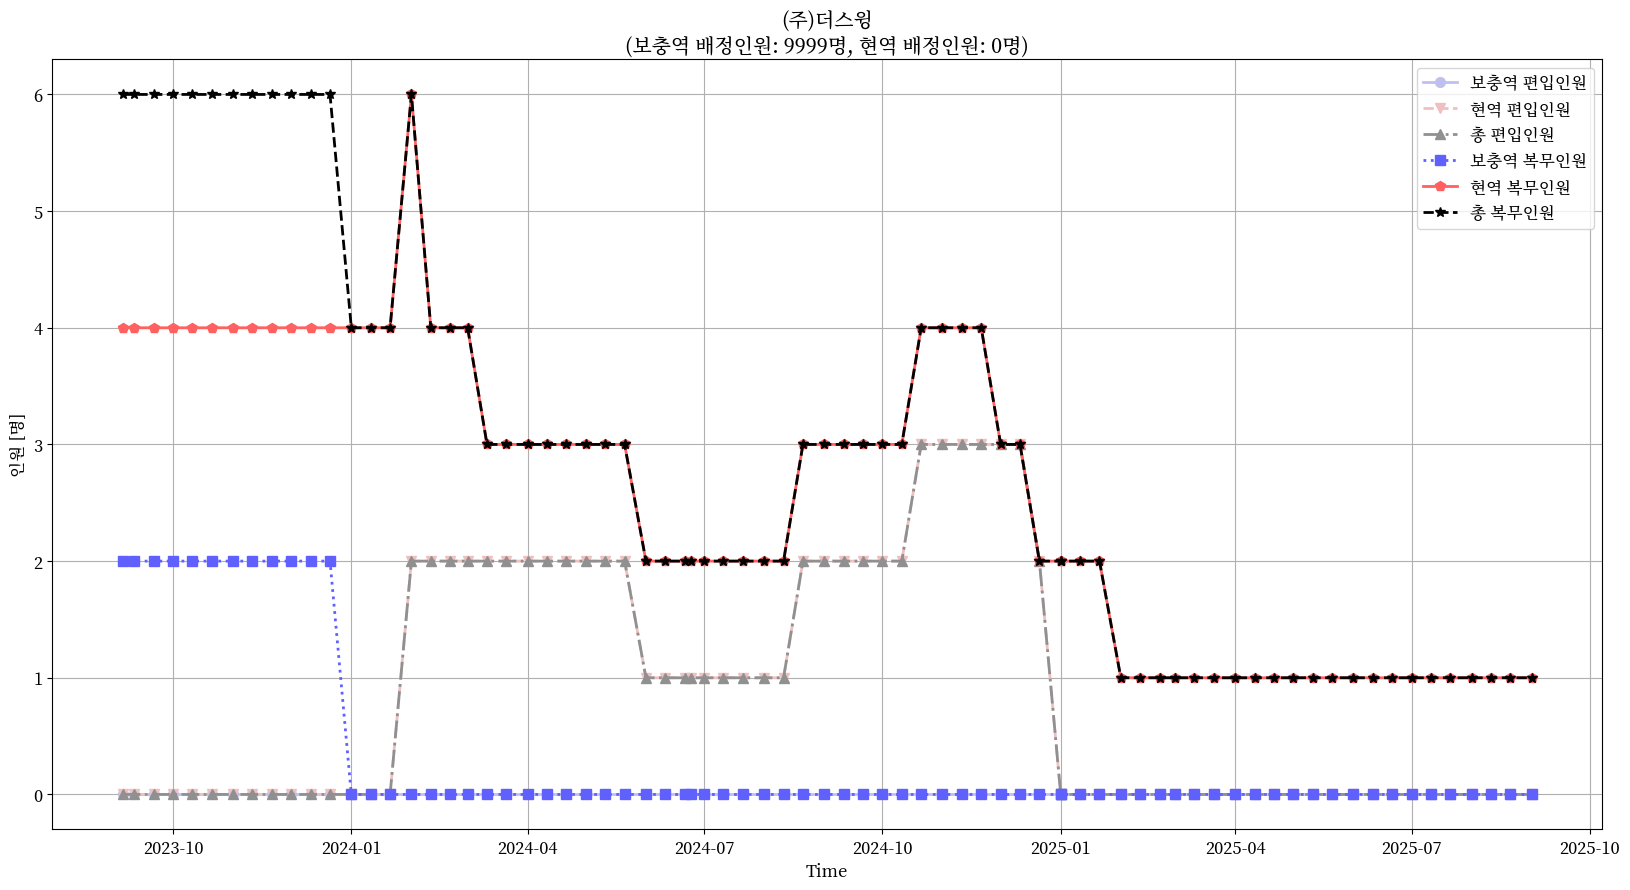 (주)더스윙
(보충역 배정인원: 9999명, 현역 배정인원: 0명)
보충역 편입인원
현역 편입인원
총 편입인원
보충역 복무인원
현역 복무인원
총 복무인원
인원 [명]
6
5
4
3
2
1
0
2023-10 2024-01 2024-04 2024-07 2024-10 2025-01 2025-04 2025-07 2025-10
Time